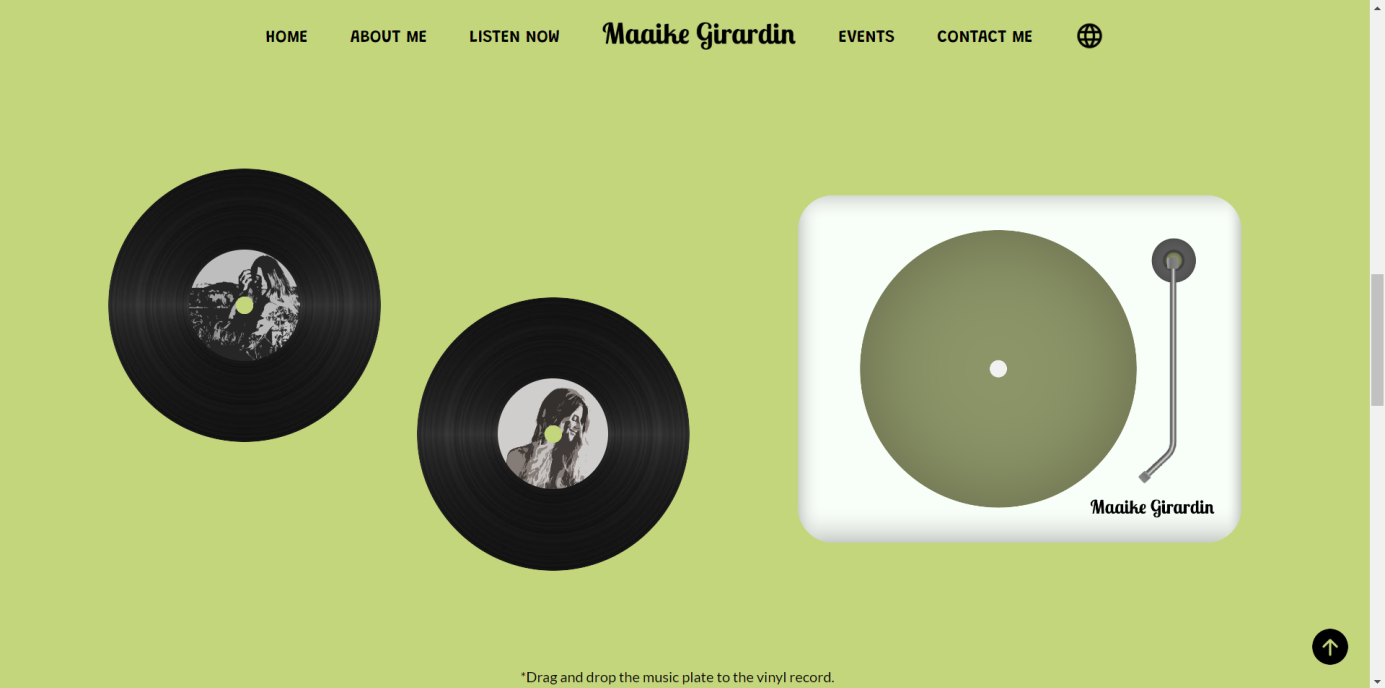 HOME ABOUT ME LISTEN NOW Maaike Girardin EVENTS CONTACT ME
Maaike Girardin
*Drag and drop the music plate to the vinyl record.